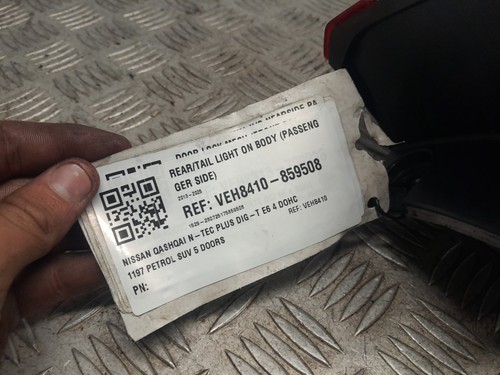 REAR/TAIL LIGHT ON BODY (PASSENG
GER SIDE)
2013-2020
REF: VEH8410-859508
REF: VEH8410
NISSAN QASHQAI N-TEC PLUS DIG-T E6 4 DOHC
1197 PETROL SUV 5 DOORS
PN: